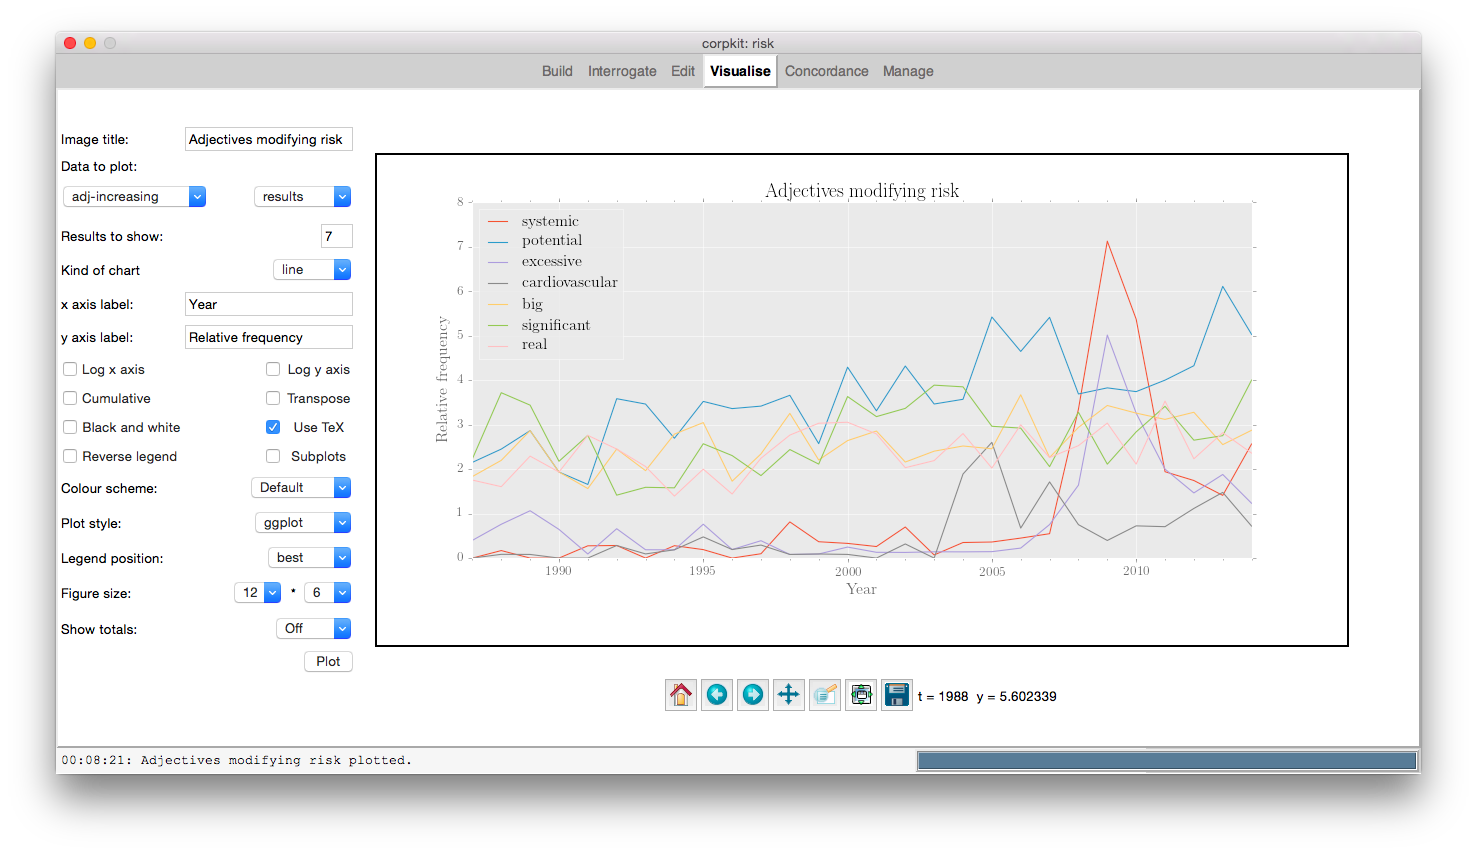 corpkit: risk
Build Interrogate Edit Visualise Concordance Manage
Image title: Adjectives modifying risk
Data to plot:
adj-increasing results
Results to show: 7
Kind of chart line
x axis label: Year
y axis label: Relative frequency
Log x axis Log y axis
Cumulative Transpose
Black and white Use TeX
Reverse legend Subplots
Colour scheme: Default
Plot style: ggplot
Legend position: best
Figure size: 12 * 6
Show totals: Off
Plot
Adjectives modifying risk
systemic
potential
excessive
cardiovascular
big
significant
real
Relative frequency
8
7
6
5
4
3
2
1
0
1990 1995 2000 2005 2010
Year
t = 1988 y = 5.602339
00:08:21: Adjectives modifying risk plotted.